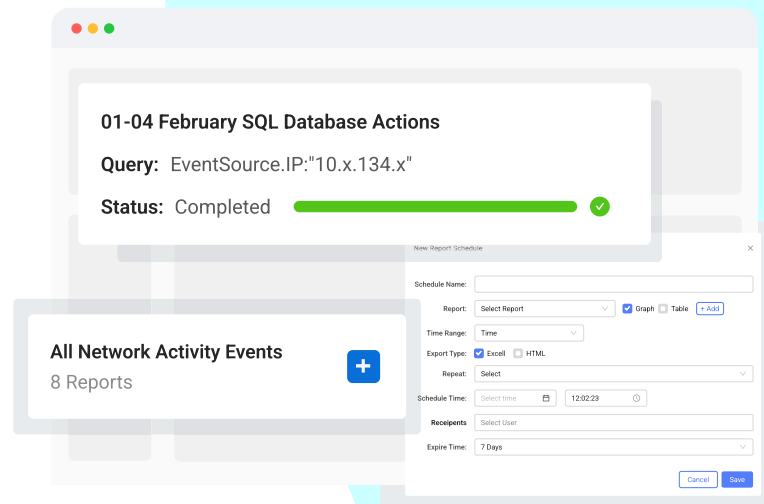 01-04 February SQL Database Actions
Query: EventSource.IP:"10.x.134.x"
Status: Completed
New Report Schedule
Schedule Name:
Report: Select Report Graph Table + Add
Time Range: Time
Export Type: Excell HTML
Repeat: Select
Schedule Time: Select time 12:02:23
Receipents Select User
Expire Time: 7 Days
Cancel Save
All Network Activity Events
8 Reports